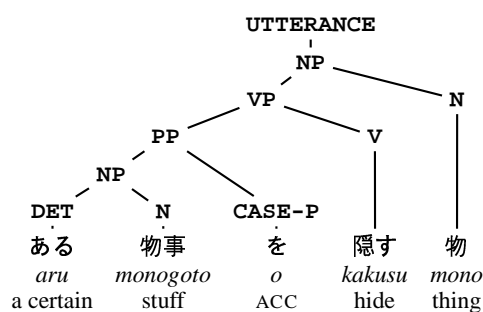 UTTERANCE
NP
VP N
PP V
NP
DET N CASE-P
ある 物事 を 隠す 物
aru monogoto o kakusu mono
a certain stuff ACC hide thing